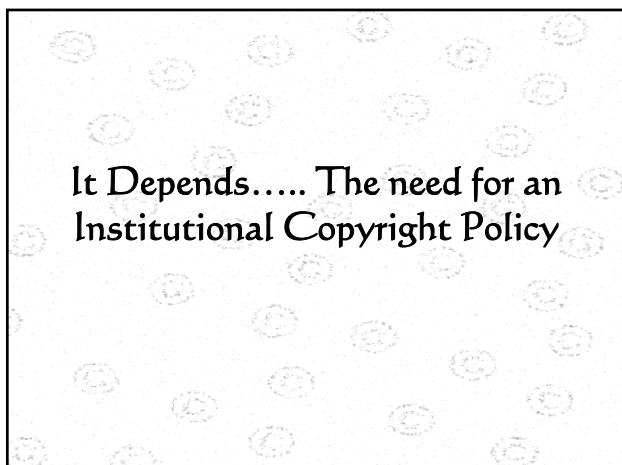 It Depends..... The need for an
Institutional Copyright Policy